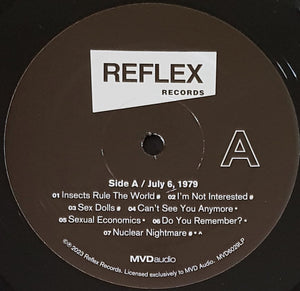 REFLEX
RECORDS
Side A / July 6, 1979
A
01 Insects Rule The World # 02 I'm Not Interested #
03 Sex Dolls # 04 Can't See You Anymore •
05 Sexual Economics • 06 Do You Remember? •
07 Nuclear Nightmare # ^
MVDaudio
©℗ 2023 Reflex Records. Licensed exclusively to MVD Audio. MVD5029LP